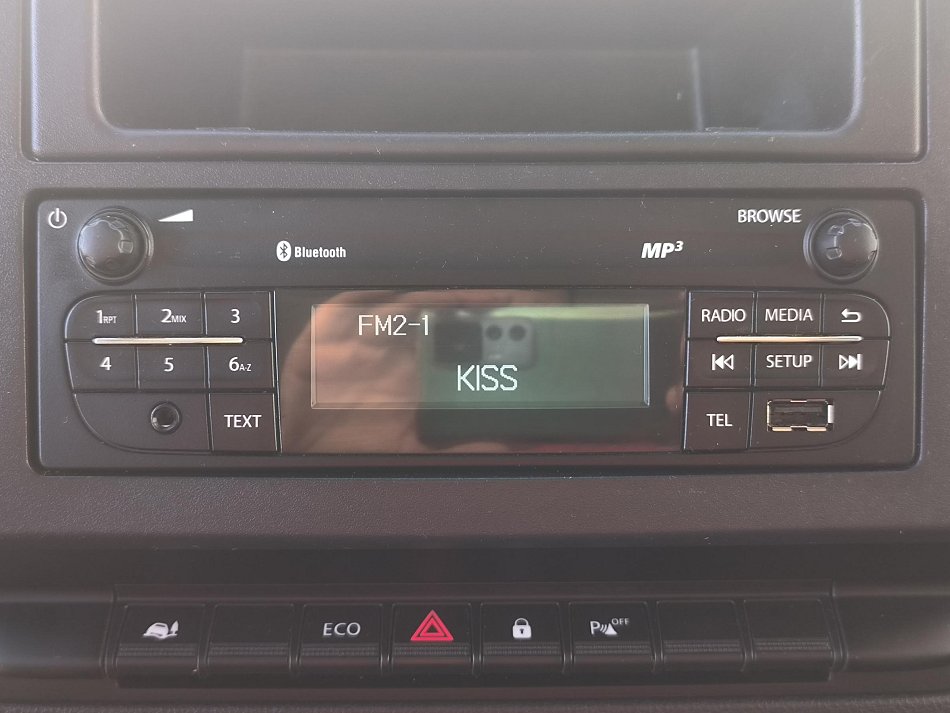 BROWSE
Bluetooth
MP3
FM2-1
KISS
1RPT 2MIX 3
4 5 6A-Z
TEXT
RADIO MEDIA
SETUP
TEL
ECO
P OFF